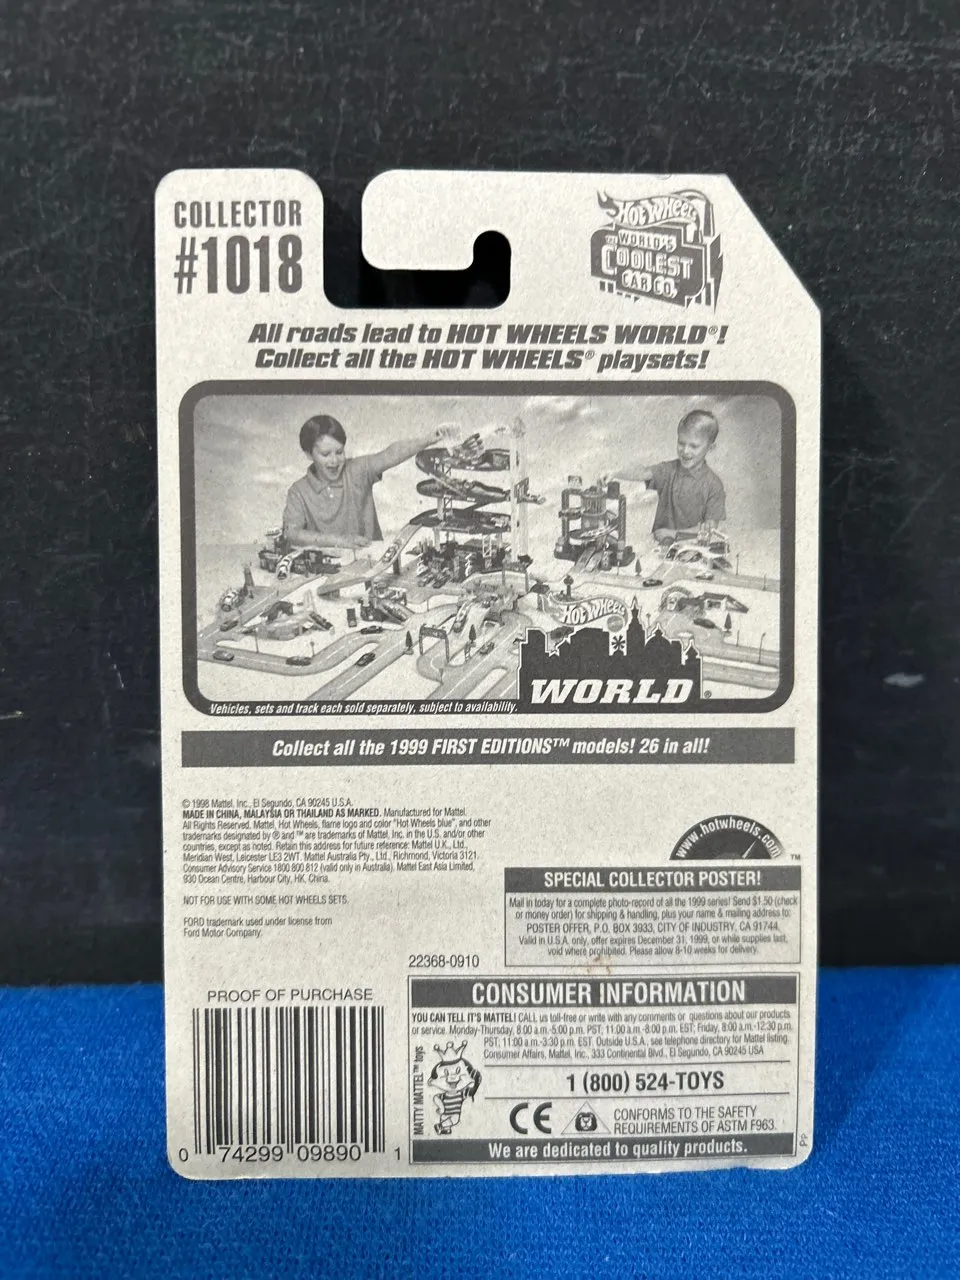 COLLECTOR
#1018
HOT WHEELS
THE WORLD'S
COOLEST
CAR CO.
All roads lead to HOT WHEELS WORLD®!
Collect all the HOT WHEELS® playsets!
HOT WHEELS
WORLD®
Vehicles, sets and track each sold separately, subject to availability.
Collect all the 1999 FIRST EDITIONS™ models! 26 in all!
© 1998 Mattel, Inc., El Segundo, CA 90245 U.S.A.
MADE IN CHINA, MALAYSIA OR THAILAND AS MARKED. Manufactured for Mattel.
All Rights Reserved. Mattel, Hot Wheels, flame logo and color "Hot Wheels blue", and other
trademarks designated by ® and ™ are trademarks of Mattel, Inc. in the U.S. and/or other
countries, except as noted. Retain this address for future reference: Mattel U.K., Ltd.,
Meridian West, Leicester LE3 2WT. Mattel Australia Pty., Ltd., Richmond, Victoria 3121.
Consumer Advisory Service 1800 800 812 (valid only in Australia). Mattel East Asia Limited,
930 Ocean Centre, Harbour City, HK, China.
NOT FOR USE WITH SOME HOT WHEELS SETS.
FORD trademark used under license from
Ford Motor Company.
22368-0910
www.hotwheels.com
™
SPECIAL COLLECTOR POSTER!
Mail in today for a complete photo-record of all the 1999 series! Send $1.50 (check
or money order) for shipping & handling, plus your name & mailing address to:
POSTER OFFER, P.O. BOX 3933, CITY OF INDUSTRY, CA 91744.
Valid in U.S.A. only, offer expires December 31, 1999, or while supplies last,
void where prohibited. Please allow 8-10 weeks for delivery.
PROOF OF PURCHASE
0 74299 09890 1
CONSUMER INFORMATION
YOU CAN TELL IT'S MATTEL! CALL us toll-free or write with any comments or questions about our products
or service. Monday-Thursday, 8:00 a.m.-5:00 p.m. PST; 11:00 a.m.-8:00 p.m. EST; Friday, 8:00 a.m.-12:30 p.m.
PST; 11:00 a.m.-3:30 p.m. EST. Outside U.S.A., see telephone directory for Mattel listing.
Consumer Affairs, Mattel, Inc., 333 Continental Blvd., El Segundo, CA 90245 USA
MATTY MATTEL™ toys
1 (800) 524-TOYS
CE
CONFORMS TO THE SAFETY
REQUIREMENTS OF ASTM F963.
We are dedicated to quality products.
PP